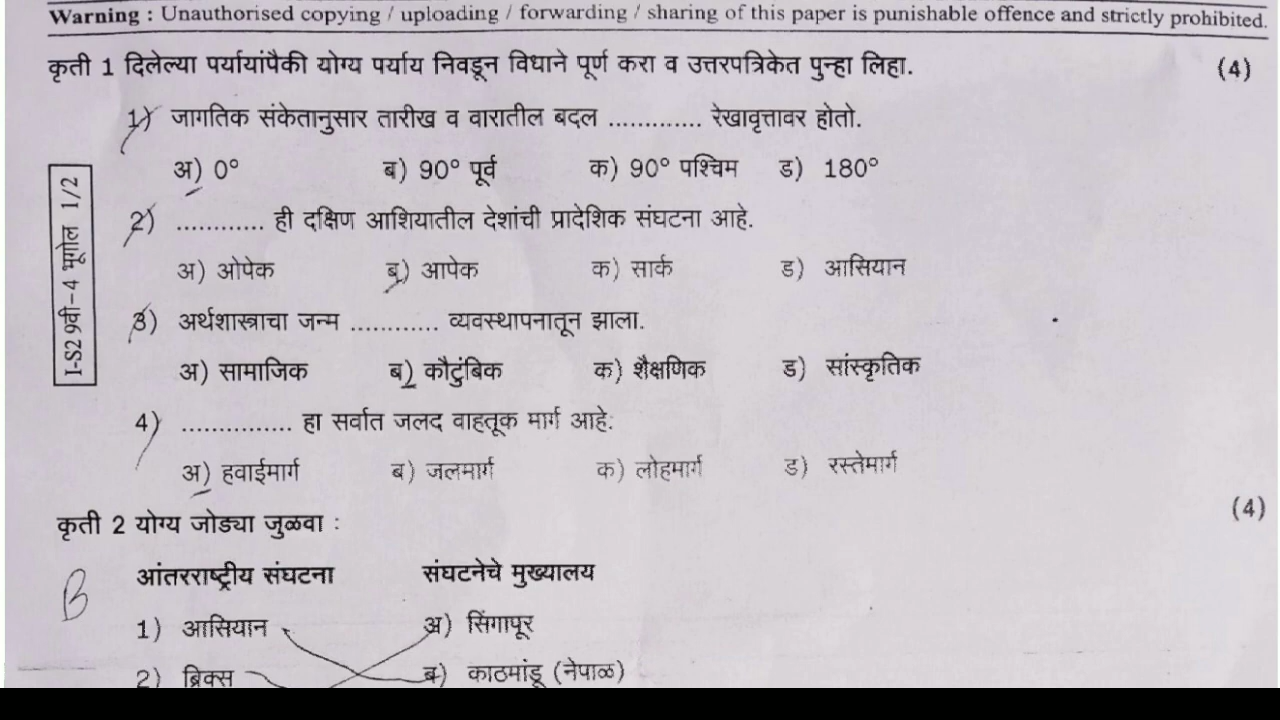 Warning : Unauthorised copying / uploading / forwarding / sharing of this paper is punishable offence and strictly prohibited.
कृती 1 दिलेल्या पर्यायांपैकी योग्य पर्याय निवडून विधाने पूर्ण करा व उत्तरपत्रिकेत पुन्हा लिहा. (4)
1) जागतिक संकेतानुसार तारीख व वारातील बदल ............. रेखावृत्तावर होतो.
अ) 0° ब) 90° पूर्व क) 90° पश्चिम ड) 180°
2) ............ ही दक्षिण आशियातील देशांची प्रादेशिक संघटना आहे.
अ) ओपेक ब) आपेक क) सार्क ड) आसियान
3) अर्थशास्त्राचा जन्म ............ व्यवस्थापनातून झाला.
अ) सामाजिक ब) कौटुंबिक क) शैक्षणिक ड) सांस्कृतिक
4) ............... हा सर्वात जलद वाहतूक मार्ग आहे.
अ) हवाईमार्ग ब) जलमार्ग क) लोहमार्ग ड) रस्तेमार्ग
I-S2 9वी-4 भूगोल 1/2
कृती 2 योग्य जोड्या जुळवा : (4)
आंतरराष्ट्रीय संघटना संघटनेचे मुख्यालय
B
1) आसियान अ) सिंगापूर
2) ब्रिक्स ब) काठमांडू (नेपाळ)